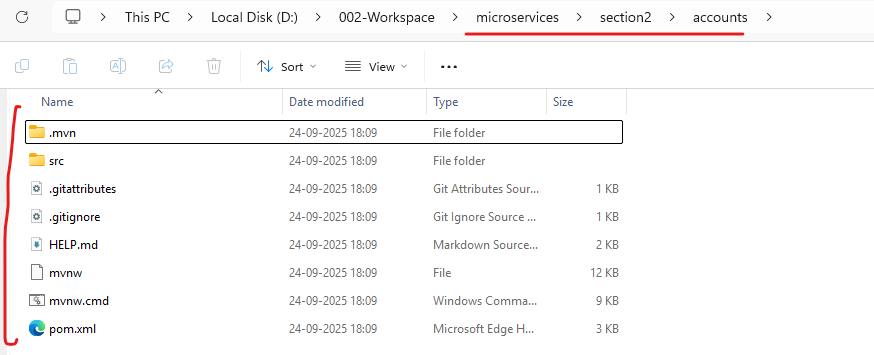 This PC > Local Disk (D:) > 002-Workspace > microservices > section2 > accounts >
Sort View ...
Name Date modified Type Size
.mvn 24-09-2025 18:09 File folder
src 24-09-2025 18:09 File folder
.gitattributes 24-09-2025 18:09 Git Attributes Sour... 1 KB
.gitignore 24-09-2025 18:09 Git Ignore Source ... 1 KB
HELP.md 24-09-2025 18:09 Markdown Source... 2 KB
mvnw 24-09-2025 18:09 File 12 KB
mvnw.cmd 24-09-2025 18:09 Windows Comma... 9 KB
pom.xml 24-09-2025 18:09 Microsoft Edge H... 3 KB